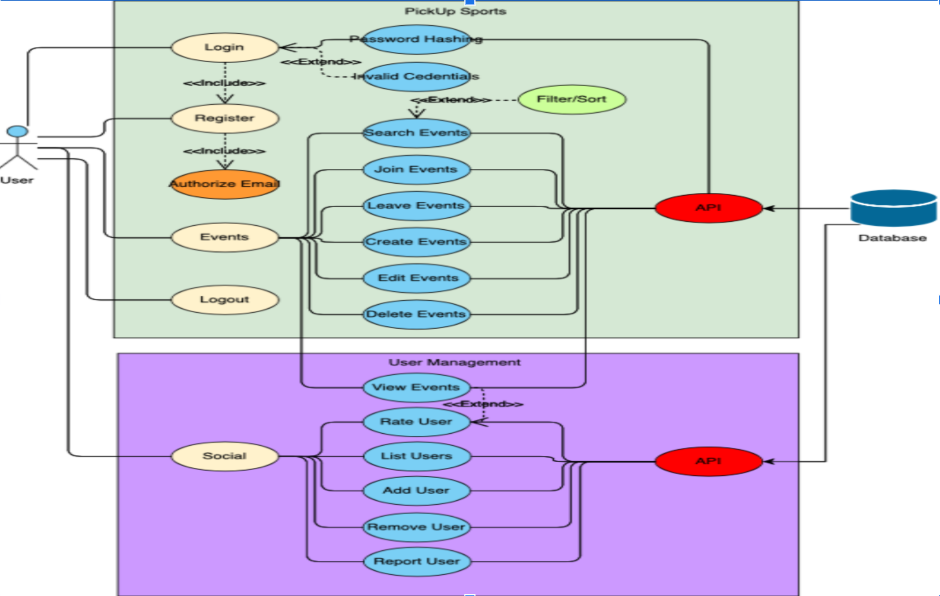 PickUp Sports
Login
Password Hashing
<<Extend>>
Invalid Cedentials
<<Include>>
<<Extend>>
Filter/Sort
Register
Search Events
User
<<Include>>
Join Events
Authorize Email
Leave Events
API
Events
Create Events
Database
Edit Events
Logout
Delete Events
User Management
View Events
<<Extend>>
Rate User
Social
List Users
API
Add User
Remove User
Report User